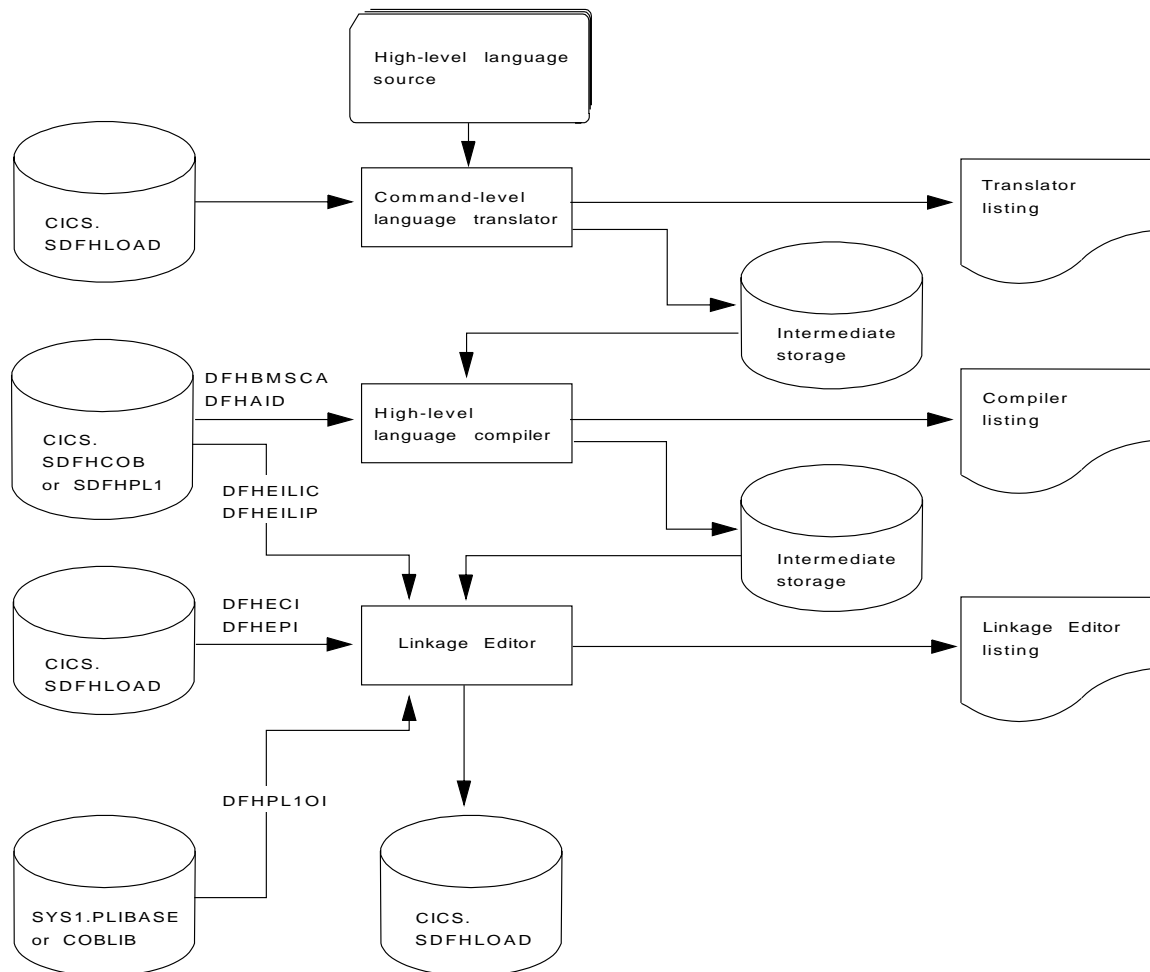 High-level language
source
Command-level
language translator
Translator
listing
CICS.
SDFHLOAD
Intermediate
storage
DFHBMSCA
DFHAID
High-level
language compiler
Compiler
listing
CICS.
SDFHCOB
or SDFHPL1
DFHEILIC
DFHEILIP
Intermediate
storage
DFHECI
DFHEPI
Linkage Editor
Linkage Editor
listing
CICS.
SDFHLOAD
DFHPL1OI
SYS1.PLIBASE
or COBLIB
CICS.
SDFHLOAD